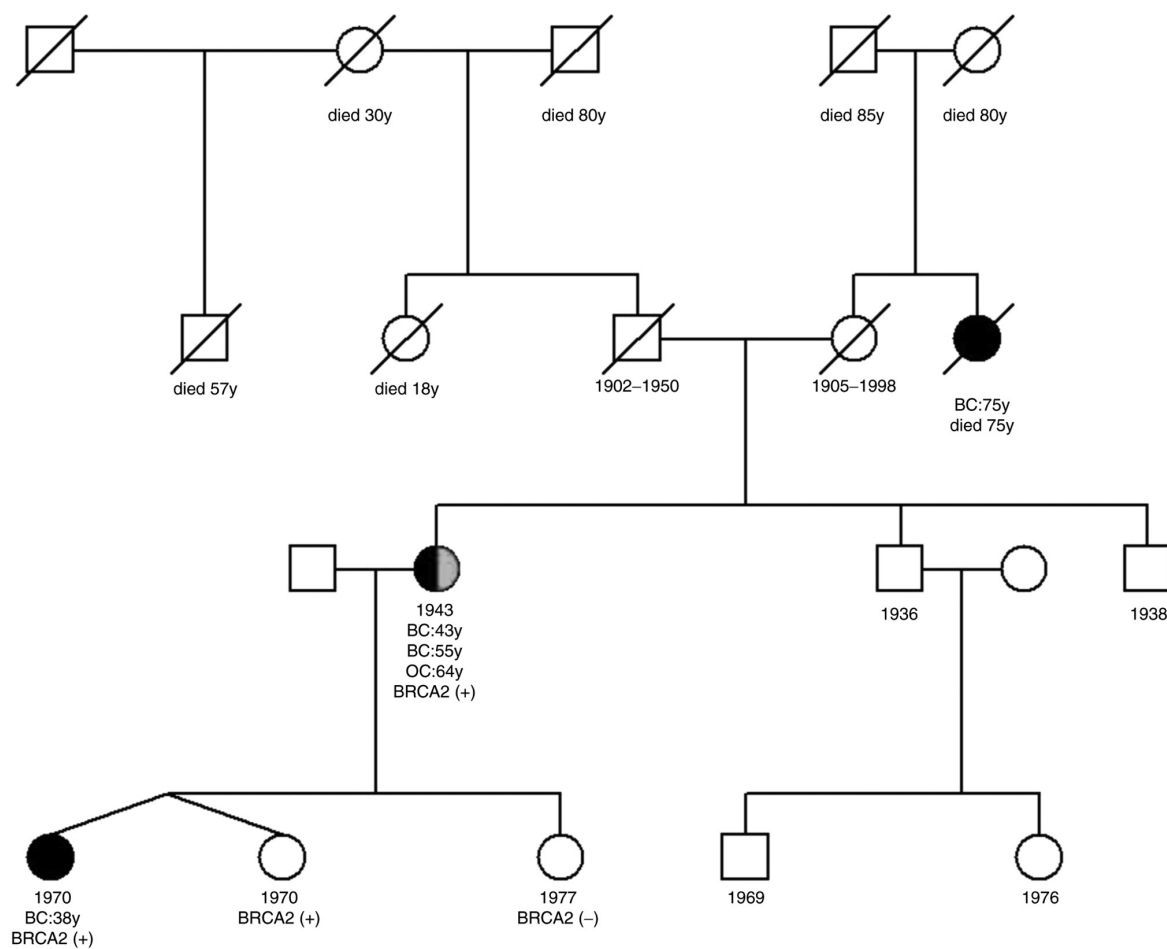 died 30y
died 80y
died 85y
died 80y
died 57y
died 18y
1902–1950
1905–1998
BC:75y
died 75y
1943
BC:43y
BC:55y
OC:64y
BRCA2 (+)
1936
1938
1970
BC:38y
BRCA2 (+)
1970
BRCA2 (+)
1977
BRCA2 (–)
1969
1976